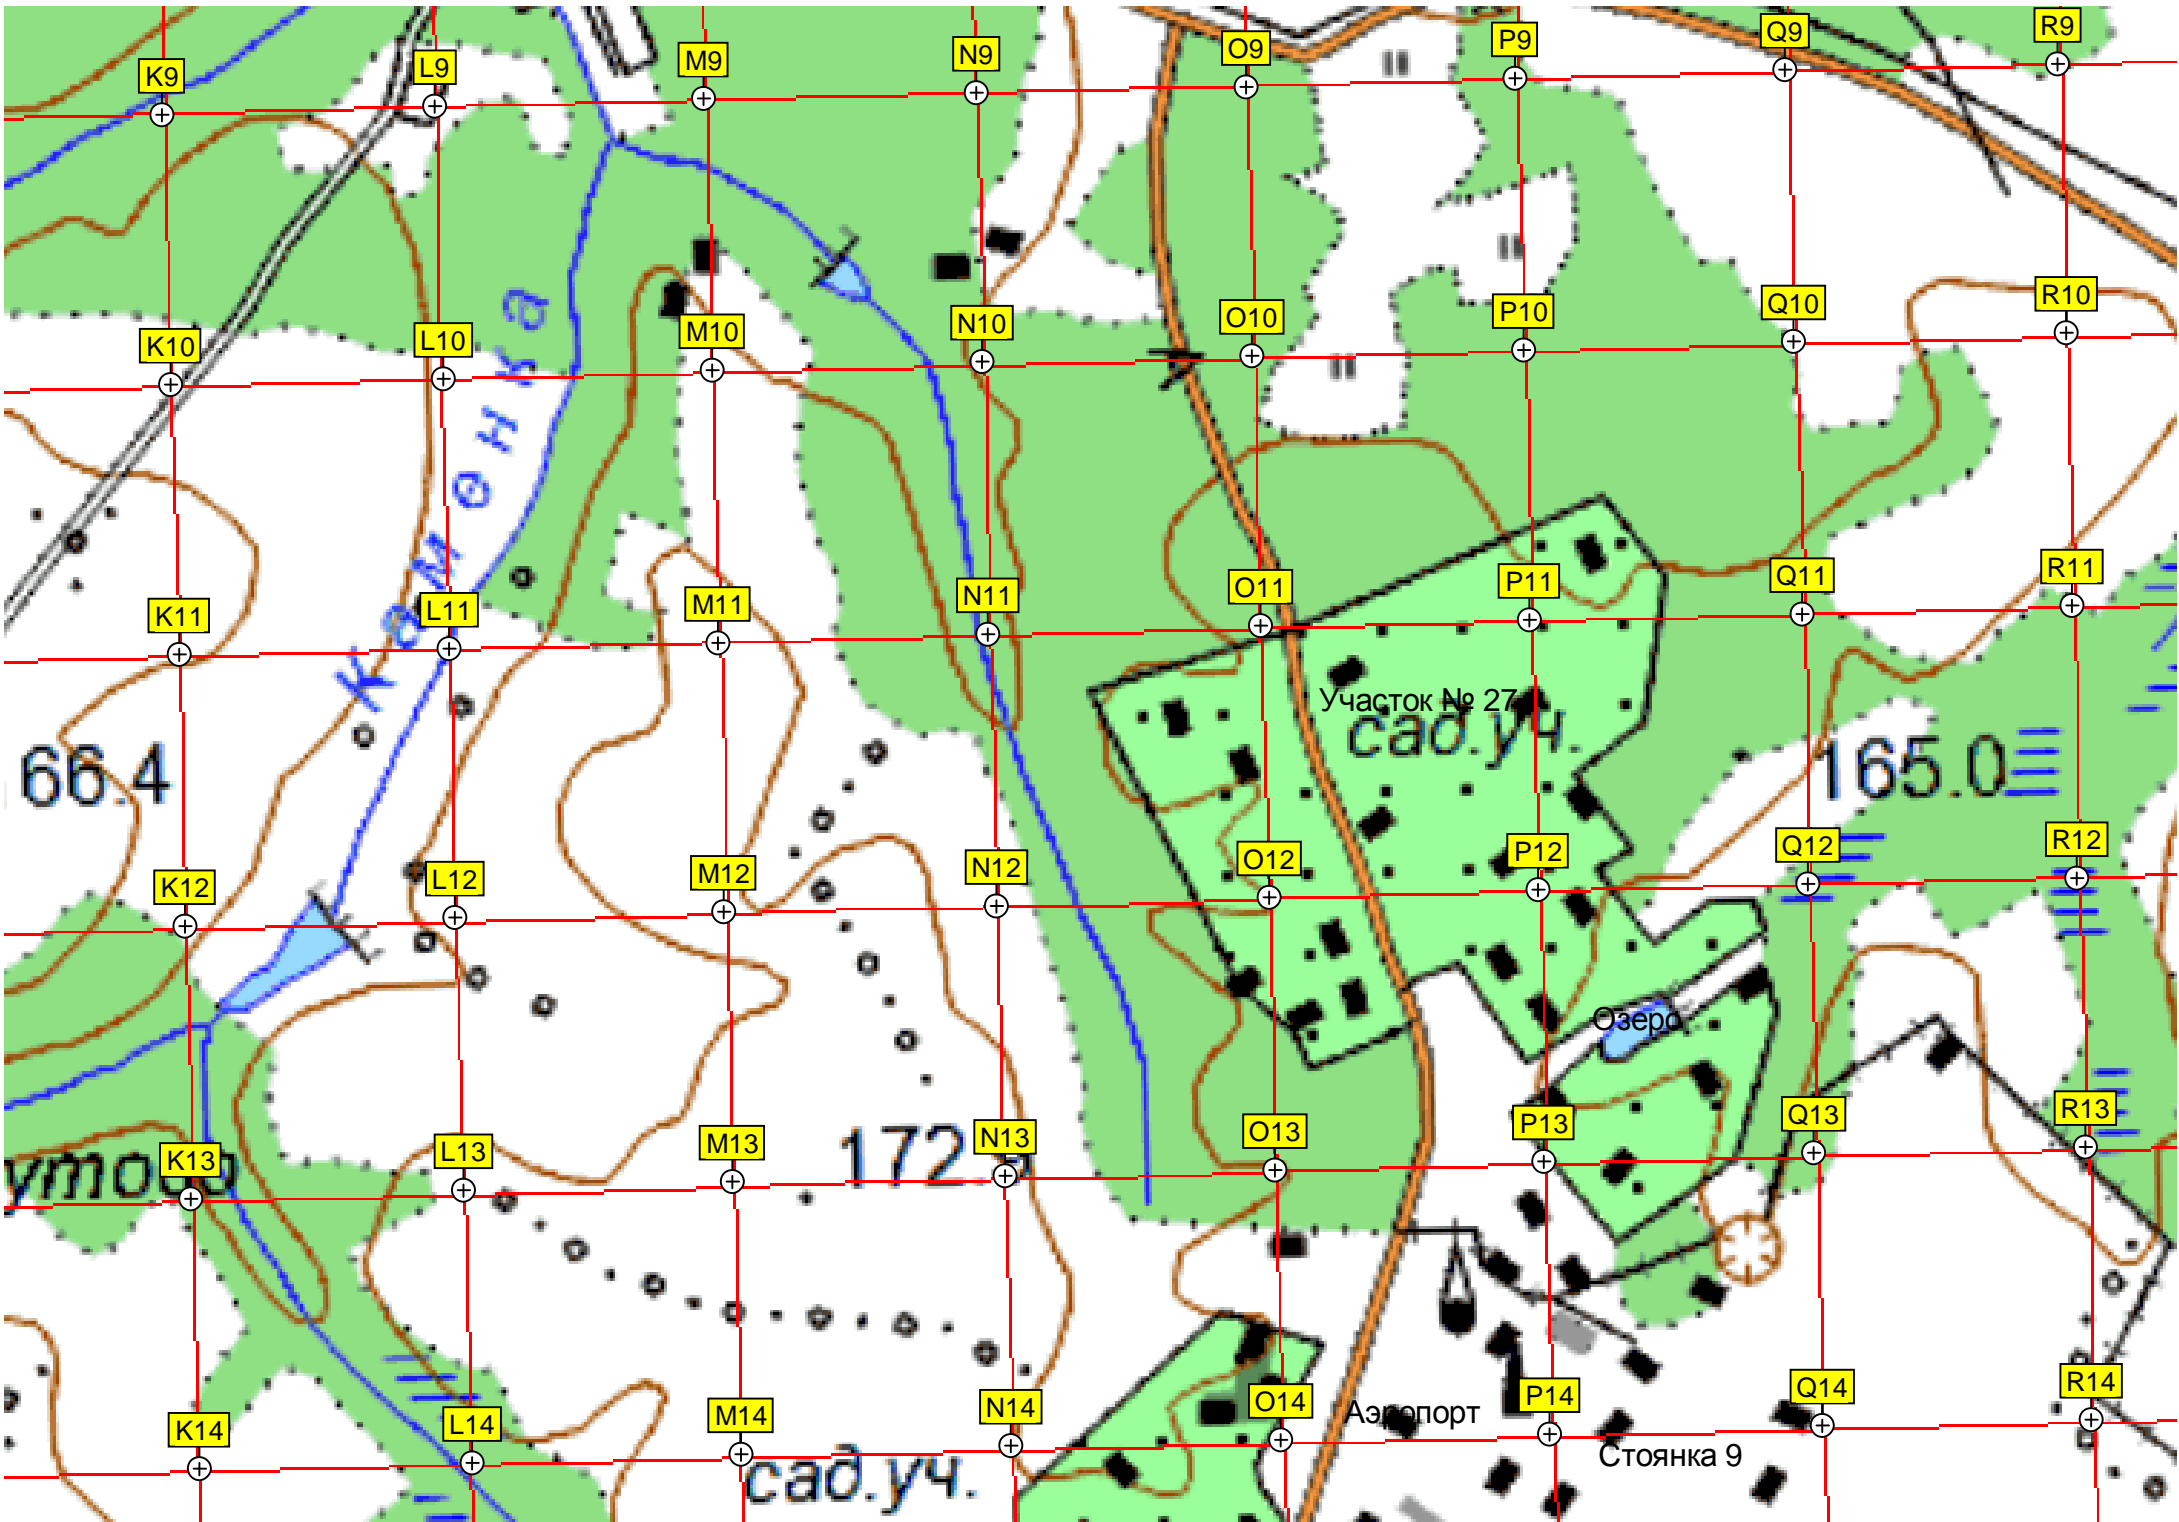 K9 L9 M9 N9 O9 P9 Q9 R9
K10 L10 M10 N10 O10 P10 Q10 R10
Каменка
K11 L11 M11 N11 O11 P11 Q11 R11
Участок № 27
сад.уч.
66.4
165.0
K12 L12 M12 N12 O12 P12 Q12 R12
Озеро
K13 L13 M13 N13 O13 P13 Q13 R13
172.
K14 L14 M14 N14 O14 P14 Q14 R14
Аэропорт
Стоянка 9
сад.уч.